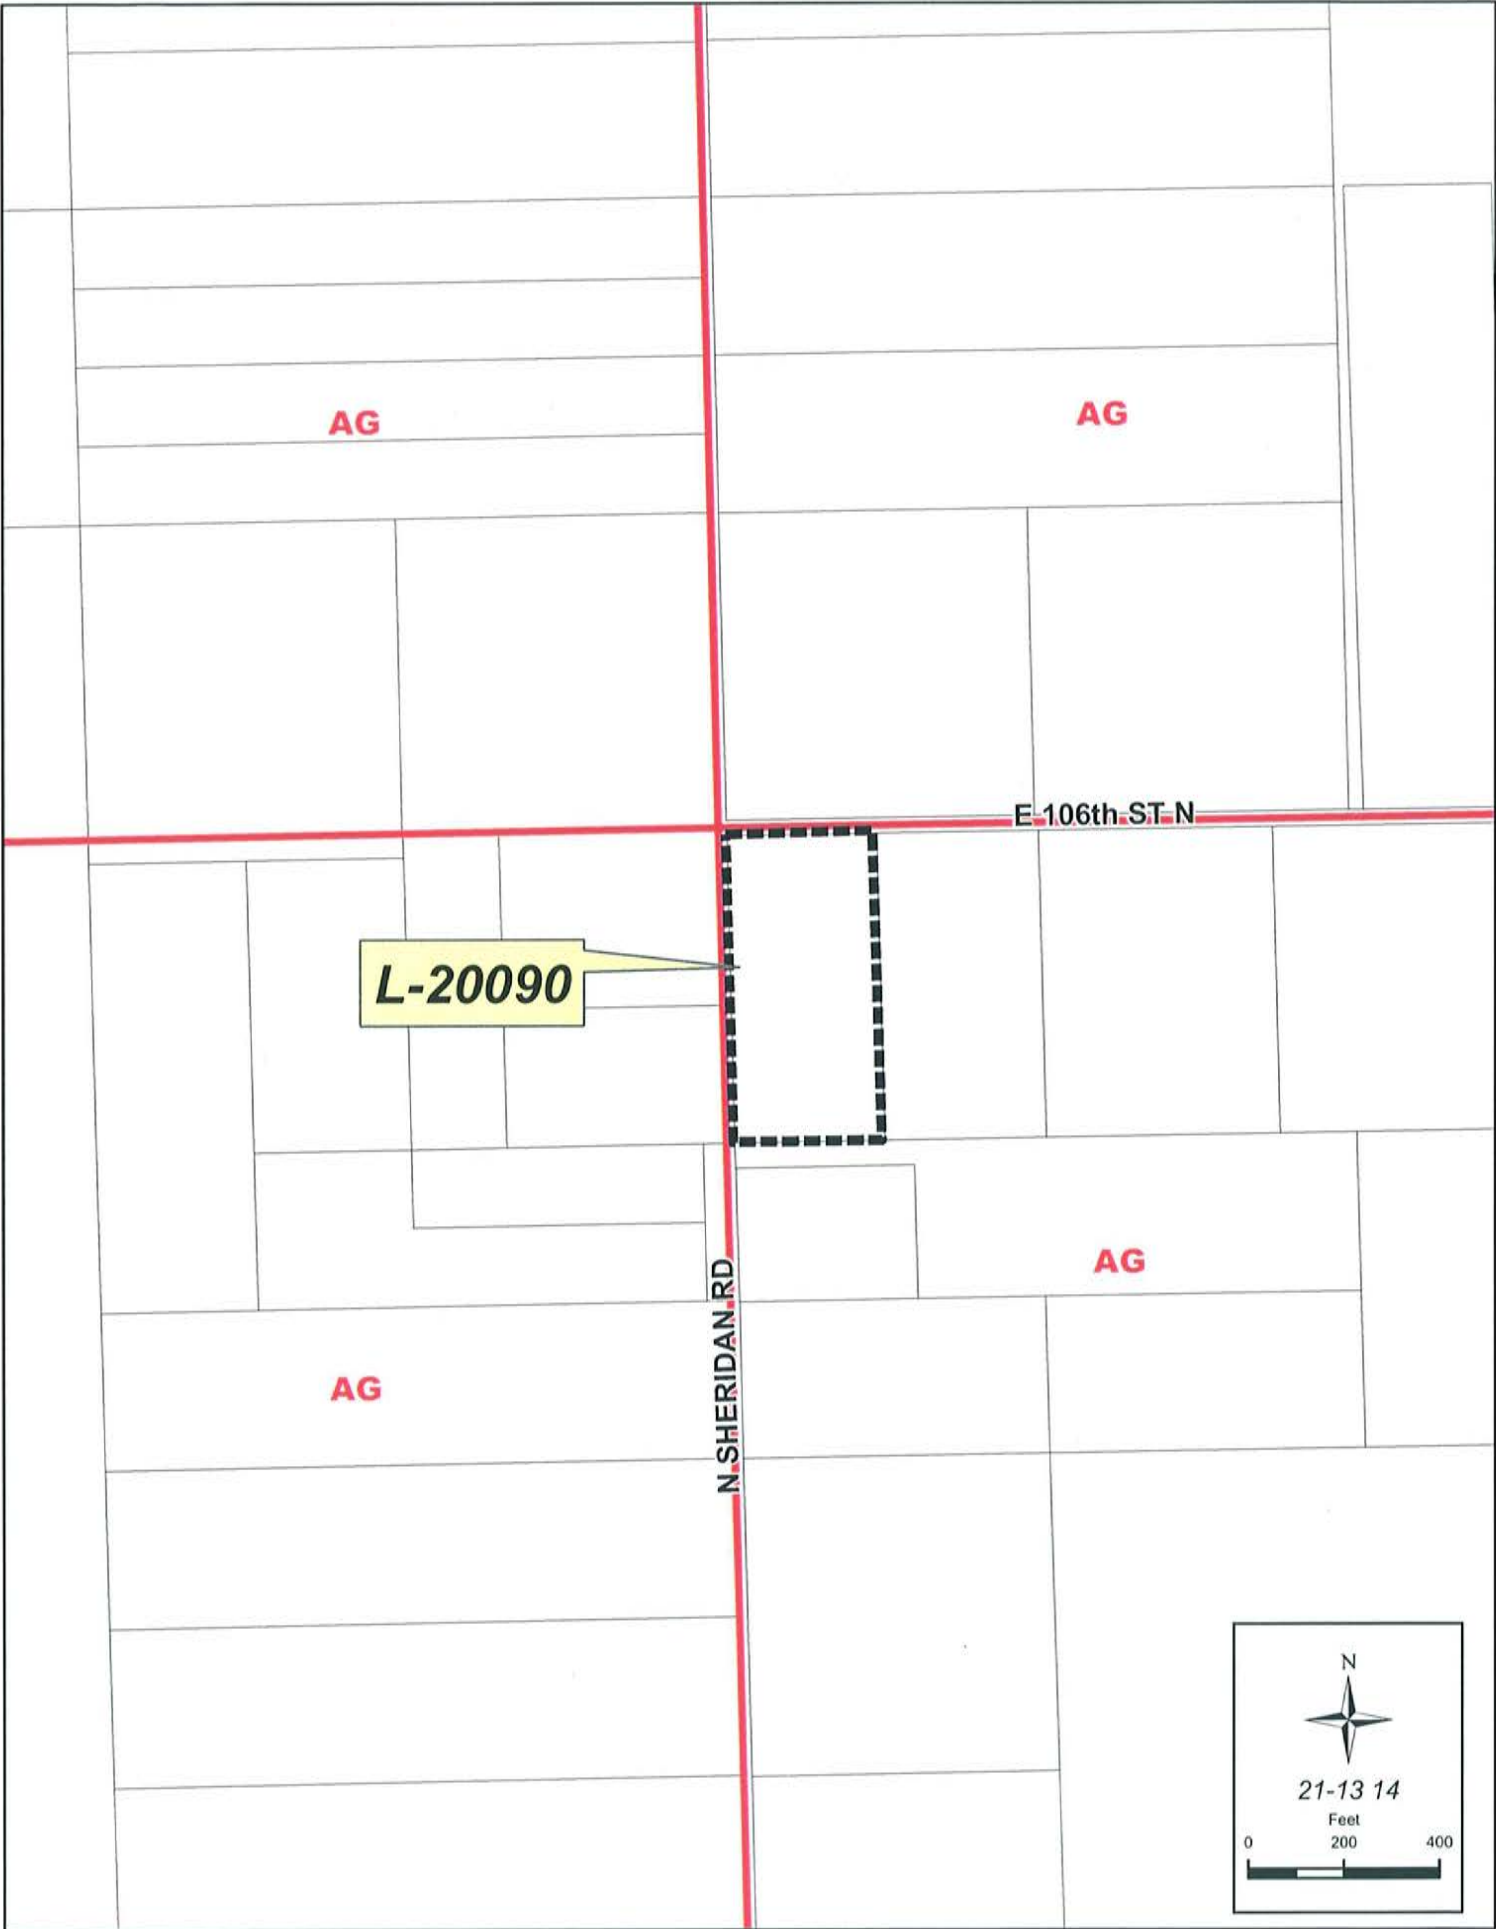 AG
AG
E 106th ST N
L-20090
AG
N SHERIDAN RD
AG
N
21-13 14
Feet
0 200 400